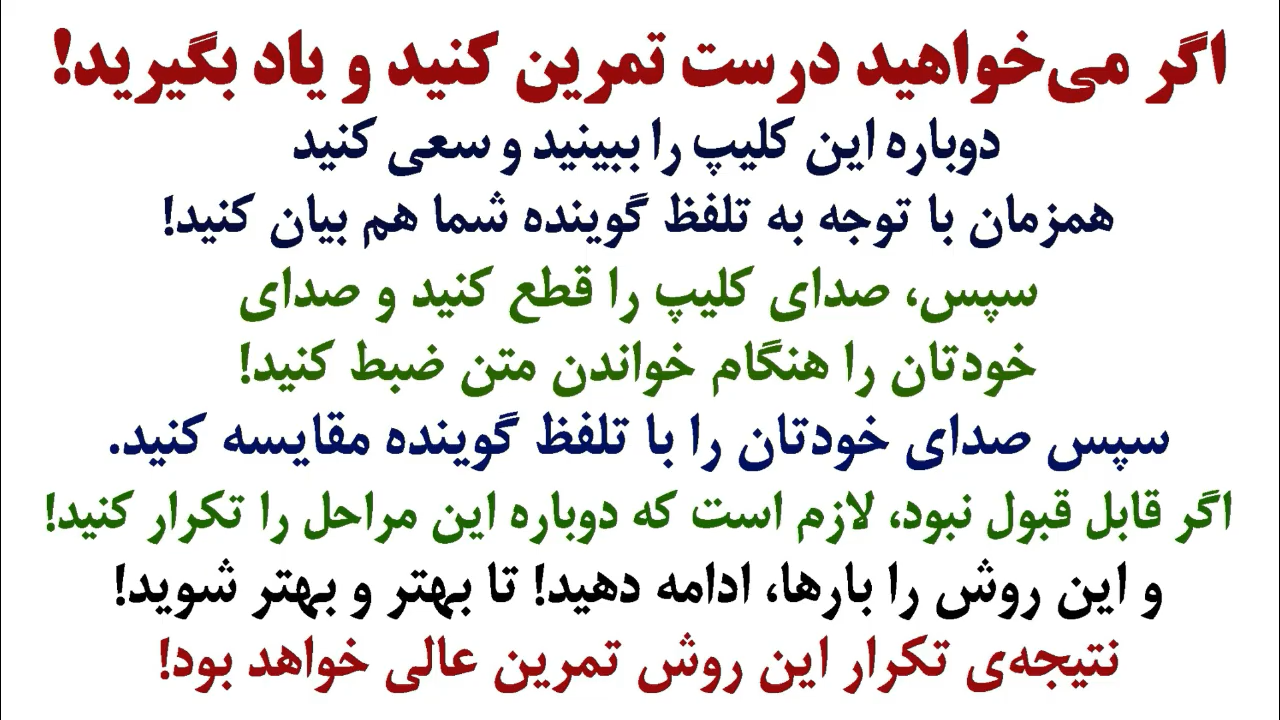 اگر می‌خواهید درست تمرین کنید و یاد بگیرید!
دوباره این کلیپ را ببینید و سعی کنید
همزمان با توجه به تلفظ گوینده شما هم بیان کنید!
سپس، صدای کلیپ را قطع کنید و صدای
خودتان را هنگام خواندن متن ضبط کنید!
سپس صدای خودتان را با تلفظ گوینده مقایسه کنید.
اگر قابل قبول نبود، لازم است که دوباره این مراحل را تکرار کنید!
و این روش را بارها، ادامه دهید! تا بهتر و بهتر شوید!
نتیجه‌ی تکرار این روش تمرین عالی خواهد بود!